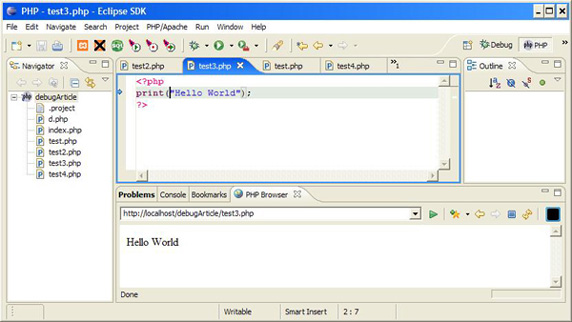 PHP - test3.php - Eclipse SDK
File Edit Navigate Search Project PHP/Apache Run Window Help
SQL Debug PHP
Navigator
test2.php test3.php test.php test4.php »1
Outline
debugArticle
.project
d.php
index.php
test.php
test2.php
test3.php
test4.php
<?php
print("Hello World");
?>
Problems Console Bookmarks PHP Browser
http://localhost/debugArticle/test3.php
Hello World
Done
Writable Smart Insert 2 : 7